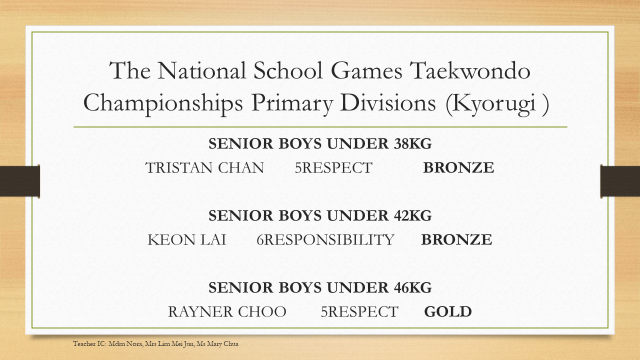 The National School Games Taekwondo
Championships Primary Divisions (Kyorugi )
SENIOR BOYS UNDER 38KG
TRISTAN CHAN 5RESPECT BRONZE
SENIOR BOYS UNDER 42KG
KEON LAI 6RESPONSIBILITY BRONZE
SENIOR BOYS UNDER 46KG
RAYNER CHOO 5RESPECT GOLD
Teacher IC: Mdm Nora, Mrs Lim Mei Jun, Ms Mary Chua